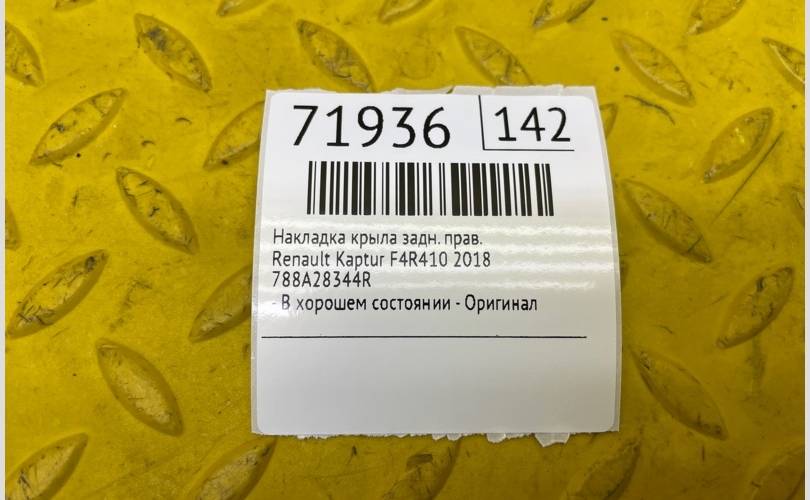 71936 142
Накладка крыла задн. прав.
Renault Kaptur F4R410 2018
788A28344R
- В хорошем состоянии - Оригинал